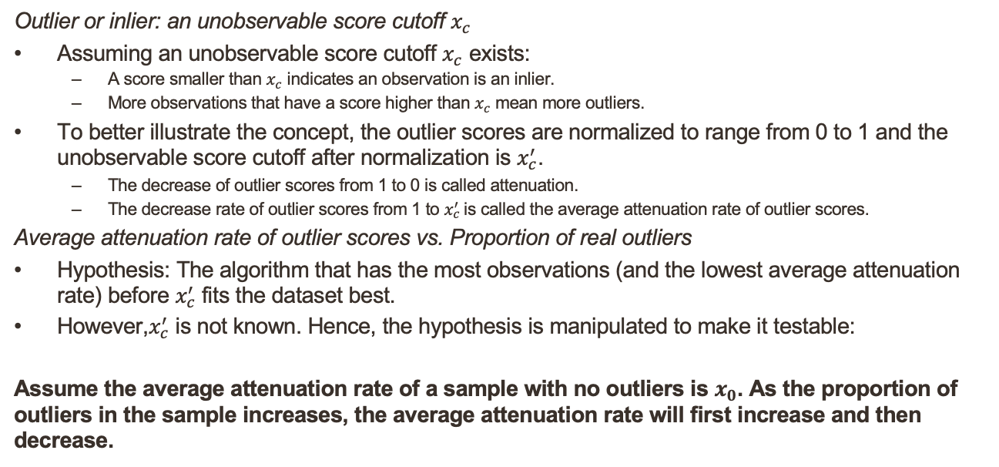 Outlier or inlier: an unobservable score cutoff x_c
• Assuming an unobservable score cutoff x_c exists:
– A score smaller than x_c indicates an observation is an inlier.
– More observations that have a score higher than x_c mean more outliers.
• To better illustrate the concept, the outlier scores are normalized to range from 0 to 1 and the
unobservable score cutoff after normalization is x′_c.
– The decrease of outlier scores from 1 to 0 is called attenuation.
– The decrease rate of outlier scores from 1 to x′_c is called the average attenuation rate of outlier scores.
Average attenuation rate of outlier scores vs. Proportion of real outliers
• Hypothesis: The algorithm that has the most observations (and the lowest average attenuation
rate) before x′_c fits the dataset best.
• However,x′_c is not known. Hence, the hypothesis is manipulated to make it testable:
Assume the average attenuation rate of a sample with no outliers is x₀. As the proportion of
outliers in the sample increases, the average attenuation rate will first increase and then
decrease.